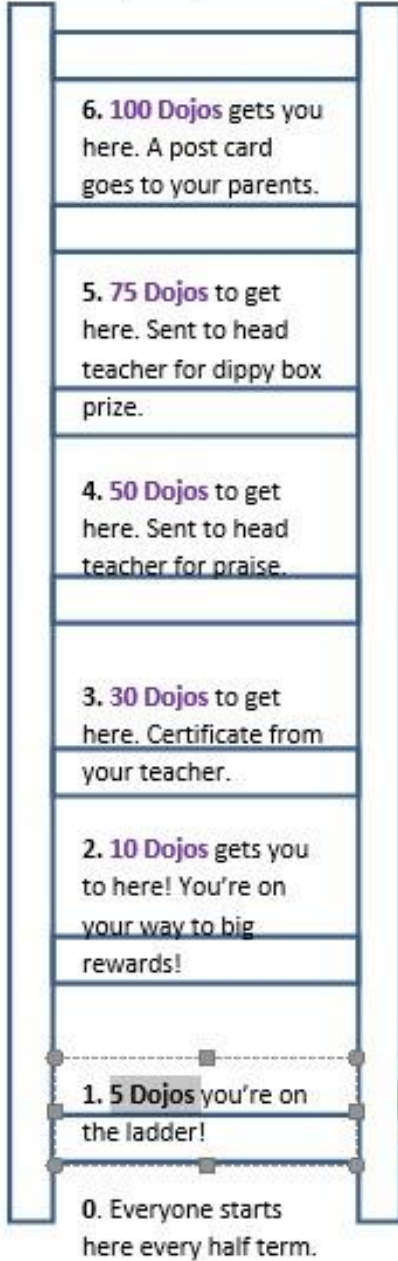 6. 100 Dojos gets you
here. A post card
goes to your parents.
5. 75 Dojos to get
here. Sent to head
teacher for dippy box
prize.
4. 50 Dojos to get
here. Sent to head
teacher for praise.
3. 30 Dojos to get
here. Certificate from
your teacher.
2. 10 Dojos gets you
to here! You’re on
your way to big
rewards!
1. 5 Dojos you’re on
the ladder!
0. Everyone starts
here every half term.